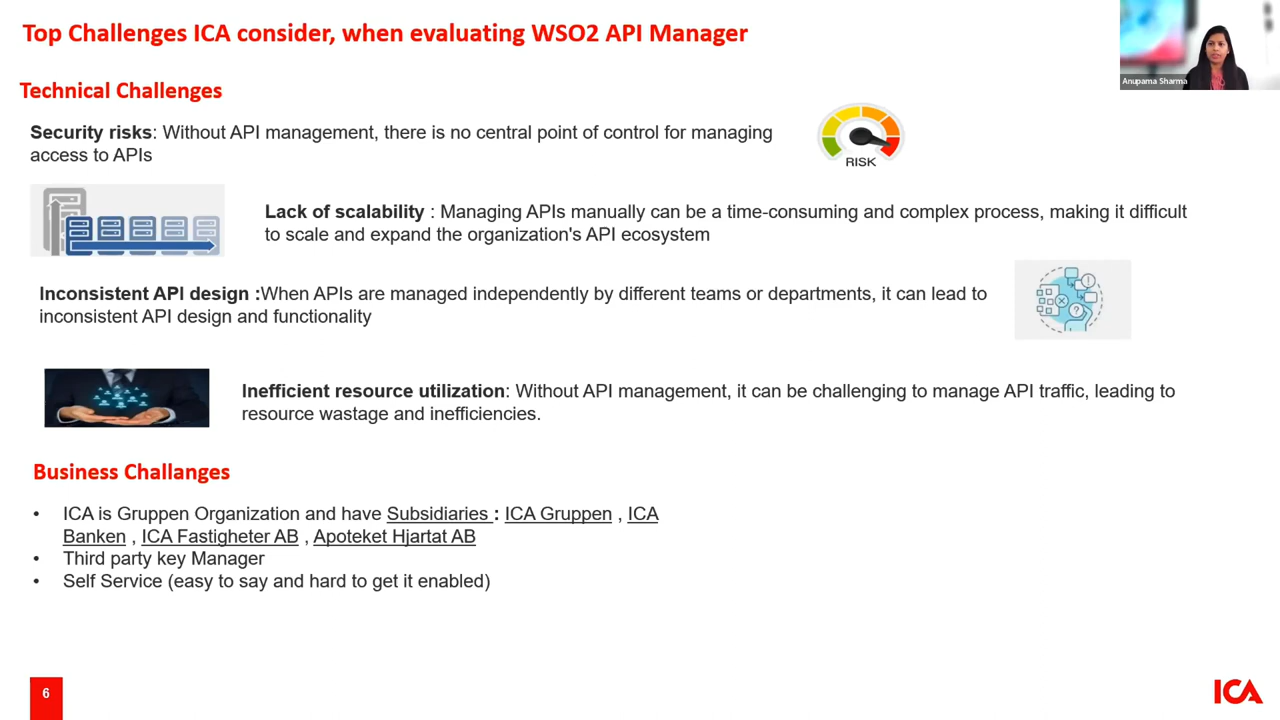 Top Challenges ICA consider, when evaluating WSO2 API Manager
Anupama Sharma
Technical Challenges
Security risks: Without API management, there is no central point of control for managing
access to APIs
RISK
Lack of scalability : Managing APIs manually can be a time-consuming and complex process, making it difficult
to scale and expand the organization's API ecosystem
Inconsistent API design :When APIs are managed independently by different teams or departments, it can lead to
inconsistent API design and functionality
Inefficient resource utilization: Without API management, it can be challenging to manage API traffic, leading to
resource wastage and inefficiencies.
Business Challanges
• ICA is Gruppen Organization and have Subsidiaries : ICA Gruppen , ICA
Banken , ICA Fastigheter AB , Apoteket Hjartat AB
• Third party key Manager
• Self Service (easy to say and hard to get it enabled)
6
ICA